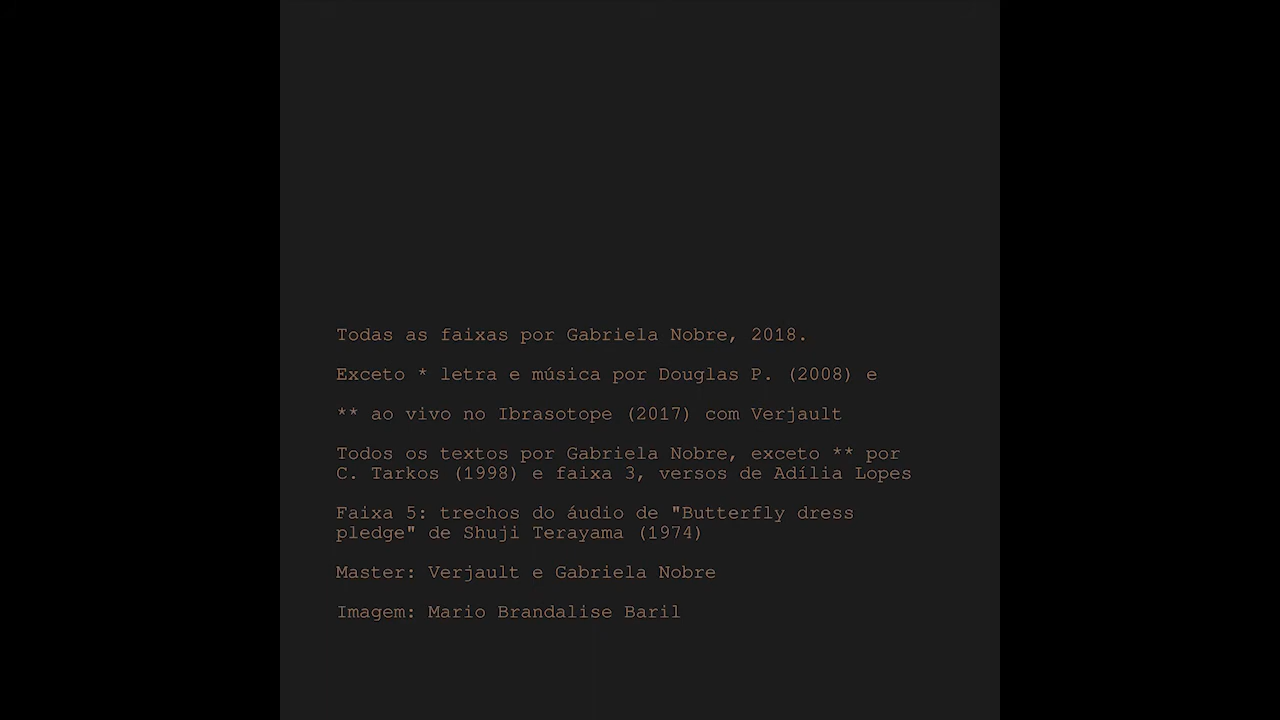 Todas as faixas por Gabriela Nobre, 2018.
Exceto * letra e música por Douglas P. (2008) e
** ao vivo no Ibrasotope (2017) com Verjault
Todos os textos por Gabriela Nobre, exceto ** por
C. Tarkos (1998) e faixa 3, versos de Adília Lopes
Faixa 5: trechos do áudio de "Butterfly dress
pledge" de Shuji Terayama (1974)
Master: Verjault e Gabriela Nobre
Imagem: Mario Brandalise Baril